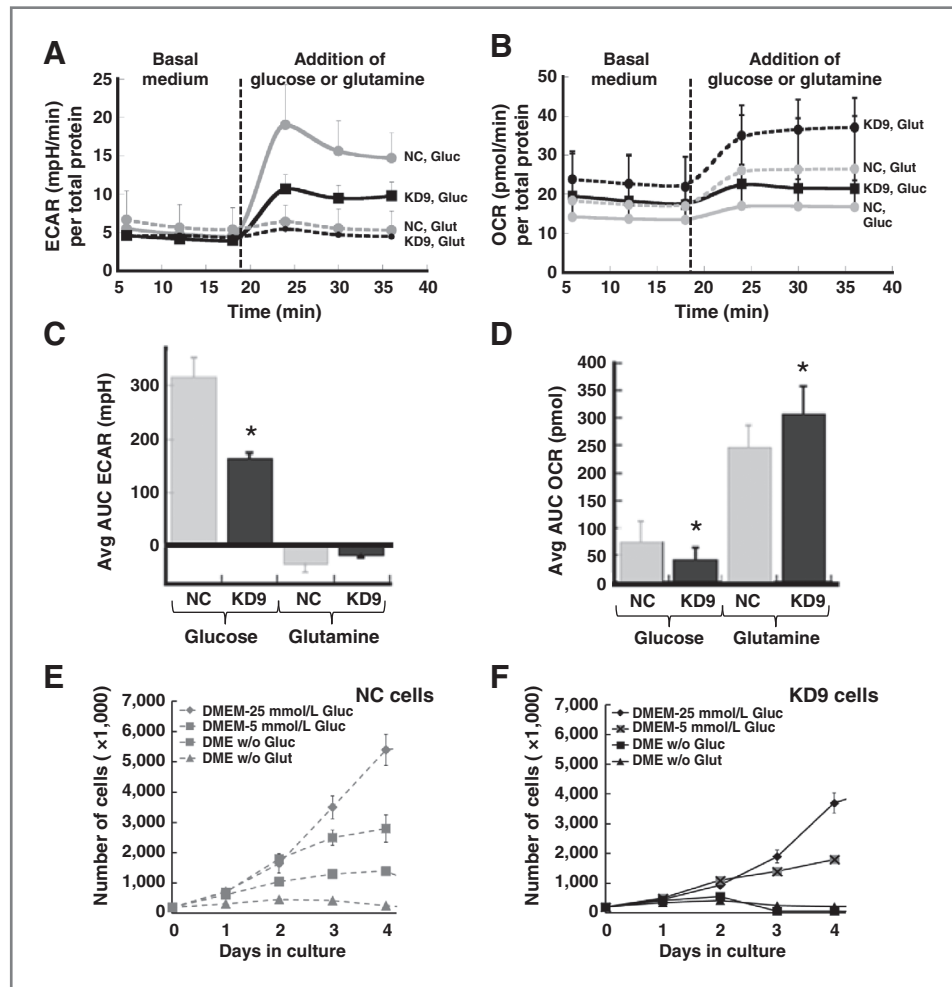 A
Basal
medium
Addition of
glucose or glutamine
ECAR (mpH/min)
per total protein
25
20
15
10
5
0
NC, Gluc
KD9, Gluc
NC, Glut
KD9, Glut
5 10 15 20 25 30 35 40
Time (min)
B
Basal
medium
Addition of
glucose or glutamine
OCR (pmol/min)
per total protein
50
40
30
20
10
0
KD9, Glut
NC, Glut
KD9, Gluc
NC,
Gluc
5 10 15 20 25 30 35 40
Time (min)
C
Avg AUC ECAR (mpH)
300
200
100
0
*
NC KD9 NC KD9
Glucose Glutamine
D
Avg AUC OCR (pmol)
400
350
300
250
200
150
100
50
0
*
*
NC KD9 NC KD9
Glucose Glutamine
E
NC cells
Number of cells ( ×1,000)
7,000
6,000
5,000
4,000
3,000
2,000
1,000
0
DMEM-25 mmol/L Gluc
DMEM-5 mmol/L Gluc
DME w/o Gluc
DME w/o Glut
0 1 2 3 4
Days in culture
F
KD9 cells
Number of cells ( ×1,000)
7,000
6,000
5,000
4,000
3,000
2,000
1,000
0
DMEM-25 mmol/L Gluc
DMEM-5 mmol/L Gluc
DME w/o Gluc
DME w/o Glut
0 1 2 3 4
Days in culture